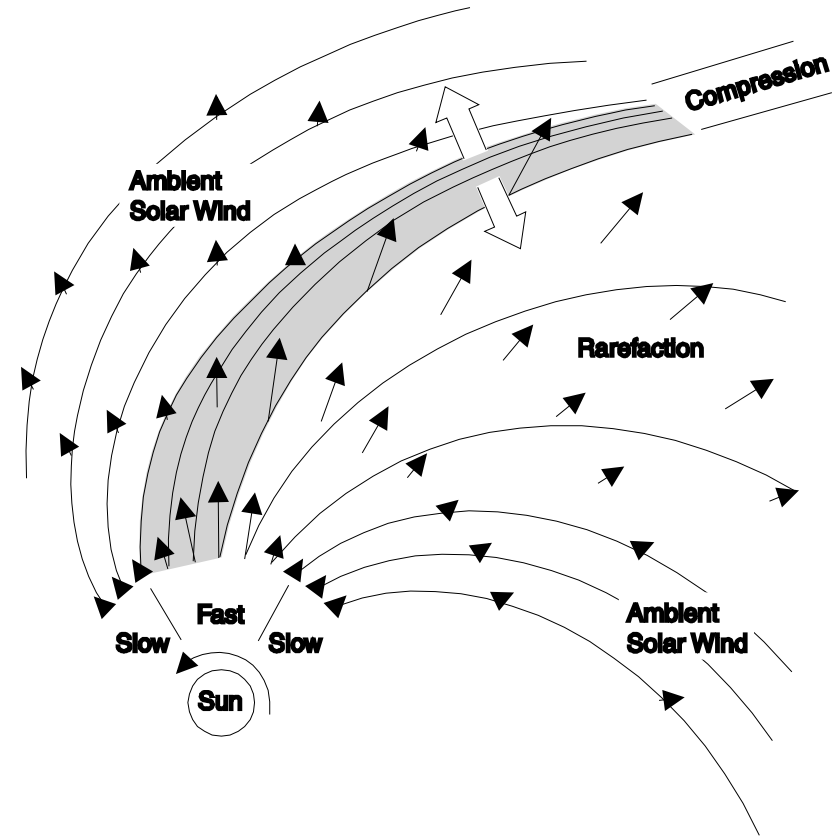 Compression
Ambient
Solar Wind
Rarefaction
Fast
Slow
Slow
Ambient
Solar Wind
Sun